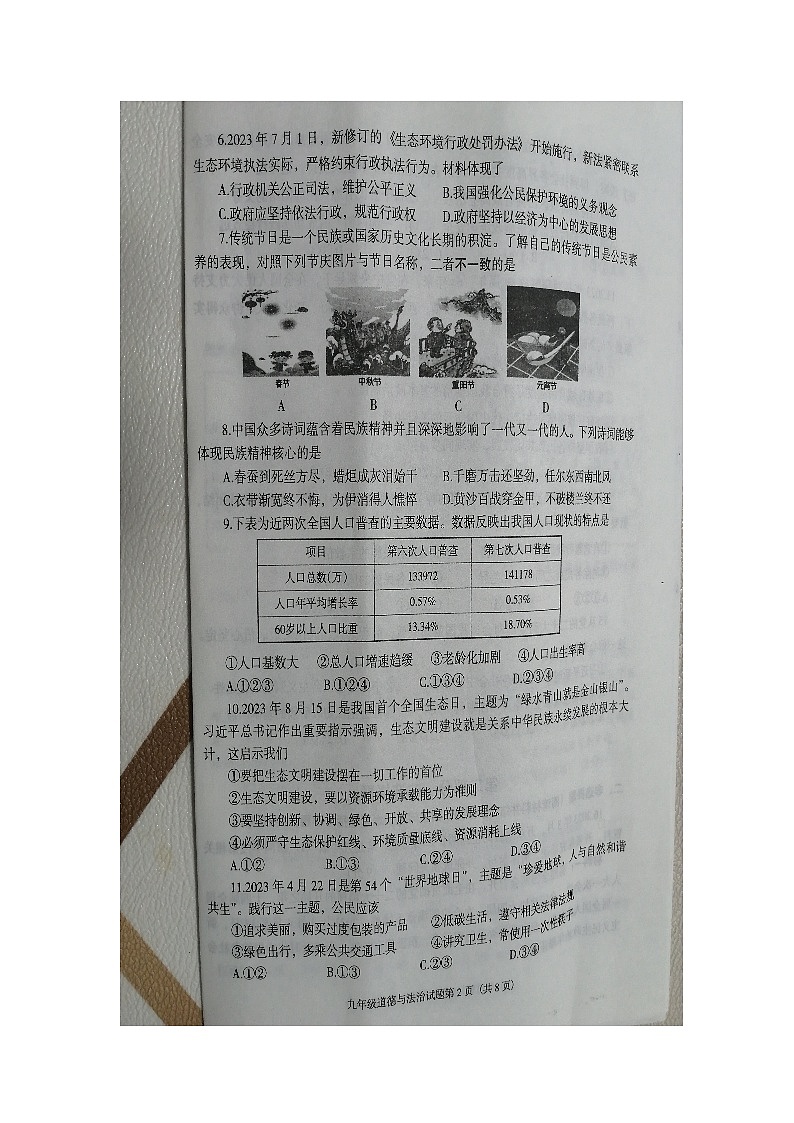 6.2023 年 7 月 1 日，新修订的《生态环境行政处罚办法》开始施行，新法紧密联系
生态环境执法实际，严格约束行政执法行为。材料体现了
A.行政机关公正司法，维护公平正义 B.我国强化公民保护环境的义务观念
C.政府应坚持依法行政，规范行政权 D.政府坚持以经济为中心的发展思想
7.传统节日是一个民族或国家历史文化长期的积淀。了解自己的传统节日是公民素
养的表现，对照下列节庆图片与节日名称，二者不一致的是
春节 中秋节 重阳节 元宵节
A B C D
8.中国众多诗词蕴含着民族精神并且深深地影响了一代又一代的人。下列诗词能够
体现民族精神核心的是
A.春蚕到死丝方尽，蜡炬成灰泪始干 B.千磨万击还坚劲，任尔东西南北风
C.衣带渐宽终不悔，为伊消得人憔悴 D.黄沙百战穿金甲，不破楼兰终不还
9.下表为近两次全国人口普查的主要数据。数据反映出我国人口现状的特点是
项目 第六次人口普查 第七次人口普查
人口总数(万) 133972 141178
人口年平均增长率 0.57% 0.53%
60岁以上人口比重 13.34% 18.70%
①人口基数大 ②总人口增速趋缓 ③老龄化加剧 ④人口出生率高
A.①②③ B.①②④ C.①③④ D.②③④
10.2023 年 8 月 15 日是我国首个全国生态日，主题为“绿水青山就是金山银山”。
习近平总书记作出重要指示强调，生态文明建设就是关系中华民族永续发展的根本大
计，这启示我们
①要把生态文明建设摆在一切工作的首位
②生态文明建设，要以资源环境承载能力为准则
③要坚持创新、协调、绿色、开放、共享的发展理念
④必须严守生态保护红线、环境质量底线、资源消耗上线
A.①② B.①③ C.②④ D.③④
11.2023 年 4 月 22 日是第 54 个“世界地球日”，主题是“珍爱地球，人与自然和谐
共生”。践行这一主题，公民应该
①追求美丽，购买过度包装的产品 ②低碳生活，遵守相关法律法规
③绿色出行，多乘公共交通工具 ④讲究卫生，常使用一次性筷子
A.①② B.①③ C.②③ D.③④
九年级道德与法治试题第 2 页（共 8 页）